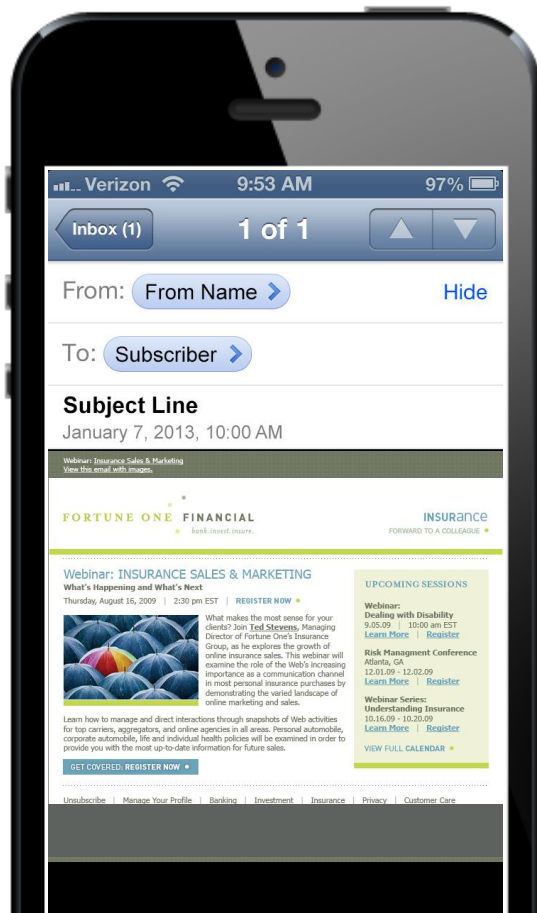 Verizon 9:53 AM 97%
Inbox (1) 1 of 1
From: From Name Hide
To: Subscriber
Subject Line
January 7, 2013, 10:00 AM
Webinar: Insurance Sales & Marketing
View this email with images.
FORTUNE ONE FINANCIAL
bank.invest.insure.
INSURance
FORWARD TO A COLLEAGUE
Webinar: INSURANCE SALES & MARKETING
What's Happening and What's Next
Thursday, August 16, 2009 | 2:30 pm EST | REGISTER NOW
What makes the most sense for your
clients? Join Ted Stevens, Managing
Director of Fortune One's Insurance
Group, as he explores the growth of
online insurance sales. This webinar will
examine the role of the Web's increasing
importance as a communication channel
in most personal insurance purchases by
demonstrating the varied landscape of
online marketing and sales.
Learn how to manage and direct interactions through snapshots of Web activities
for top carriers, aggregators, and online agencies in all areas. Personal automobile,
corporate automobile, life and individual health policies will be examined in order to
provide you with the most up-to-date information for future sales.
GET COVERED: REGISTER NOW
UPCOMING SESSIONS
Webinar:
Dealing with Disability
9.05.09 | 10:00 am EST
Learn More | Register
Risk Managment Conference
Atlanta, GA
12.01.09 - 12.02.09
Learn More | Register
Webinar Series:
Understanding Insurance
10.16.09 - 10.20.09
Learn More | Register
VIEW FULL CALENDAR
Unsubscribe | Manage Your Profile | Banking | Investment | Insurance | Privacy | Customer Care